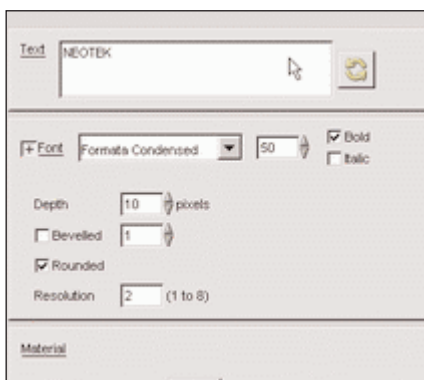 Text NEOTEK
Font Formata Condensed 50 Bold
Italic
Depth 10 pixels
Bevelled 1
Rounded
Resolution 2 (1 to 8)
Material